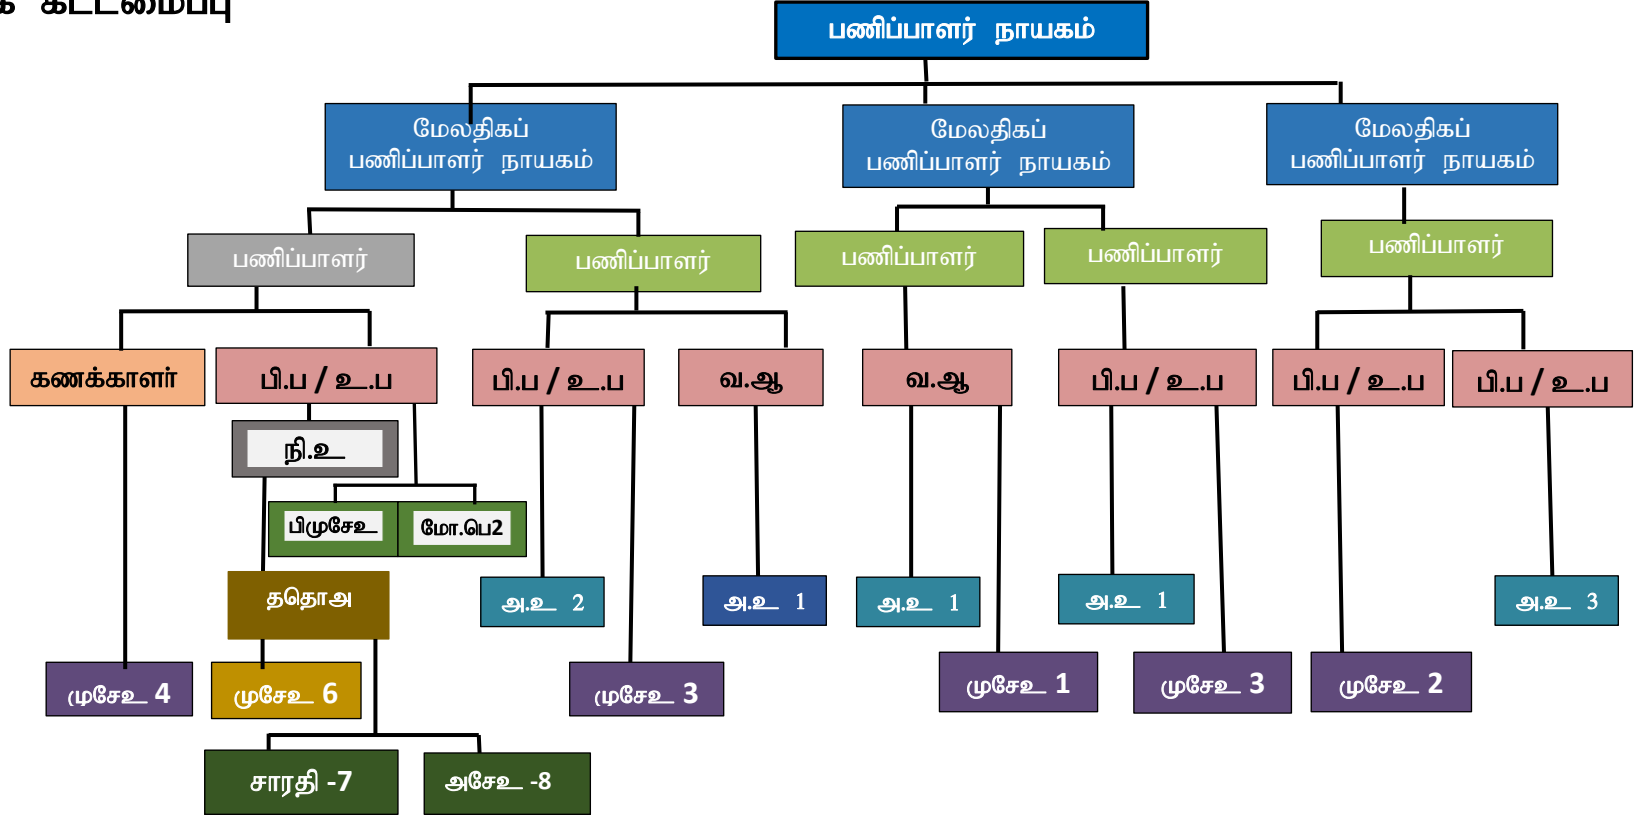 கட்டமைப்பு
பணிப்பாளர் நாயகம்
மேலதிகப்
பணிப்பாளர் நாயகம்
மேலதிகப்
பணிப்பாளர் நாயகம்
மேலதிகப்
பணிப்பாளர் நாயகம்
பணிப்பாளர்
பணிப்பாளர்
பணிப்பாளர்
பணிப்பாளர்
பணிப்பாளர்
கணக்காளர்
பி.ப / உ.ப
பி.ப / உ.ப
வ.ஆ
வ.ஆ
பி.ப / உ.ப
பி.ப / உ.ப
பி.ப / உ.ப
நி.உ
பிமுசேஉ
மோ.பெ2
ததொஅ
அ.உ 2
அ.உ 1
அ.உ 1
அ.உ 1
அ.உ 3
முசேஉ 4
முசேஉ 6
முசேஉ 3
முசேஉ 1
முசேஉ 3
முசேஉ 2
சாரதி -7
அசேஉ -8